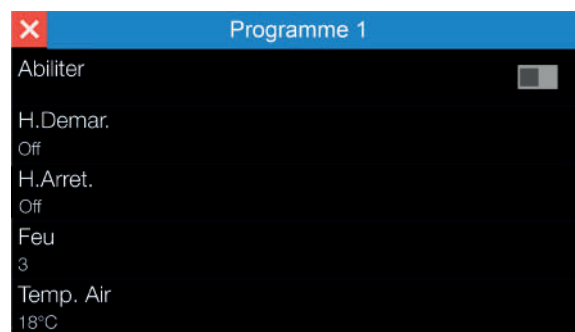 Programme 1
Abiliter
H.Demar.
Off
H.Arret.
Off
Feu
3
Temp. Air
18°C